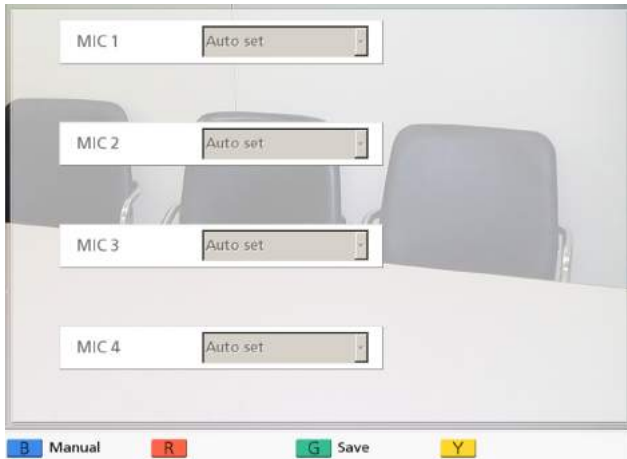 MIC 1 Auto set
MIC 2 Auto set
MIC 3 Auto set
MIC 4 Auto set
B Manual R G Save Y